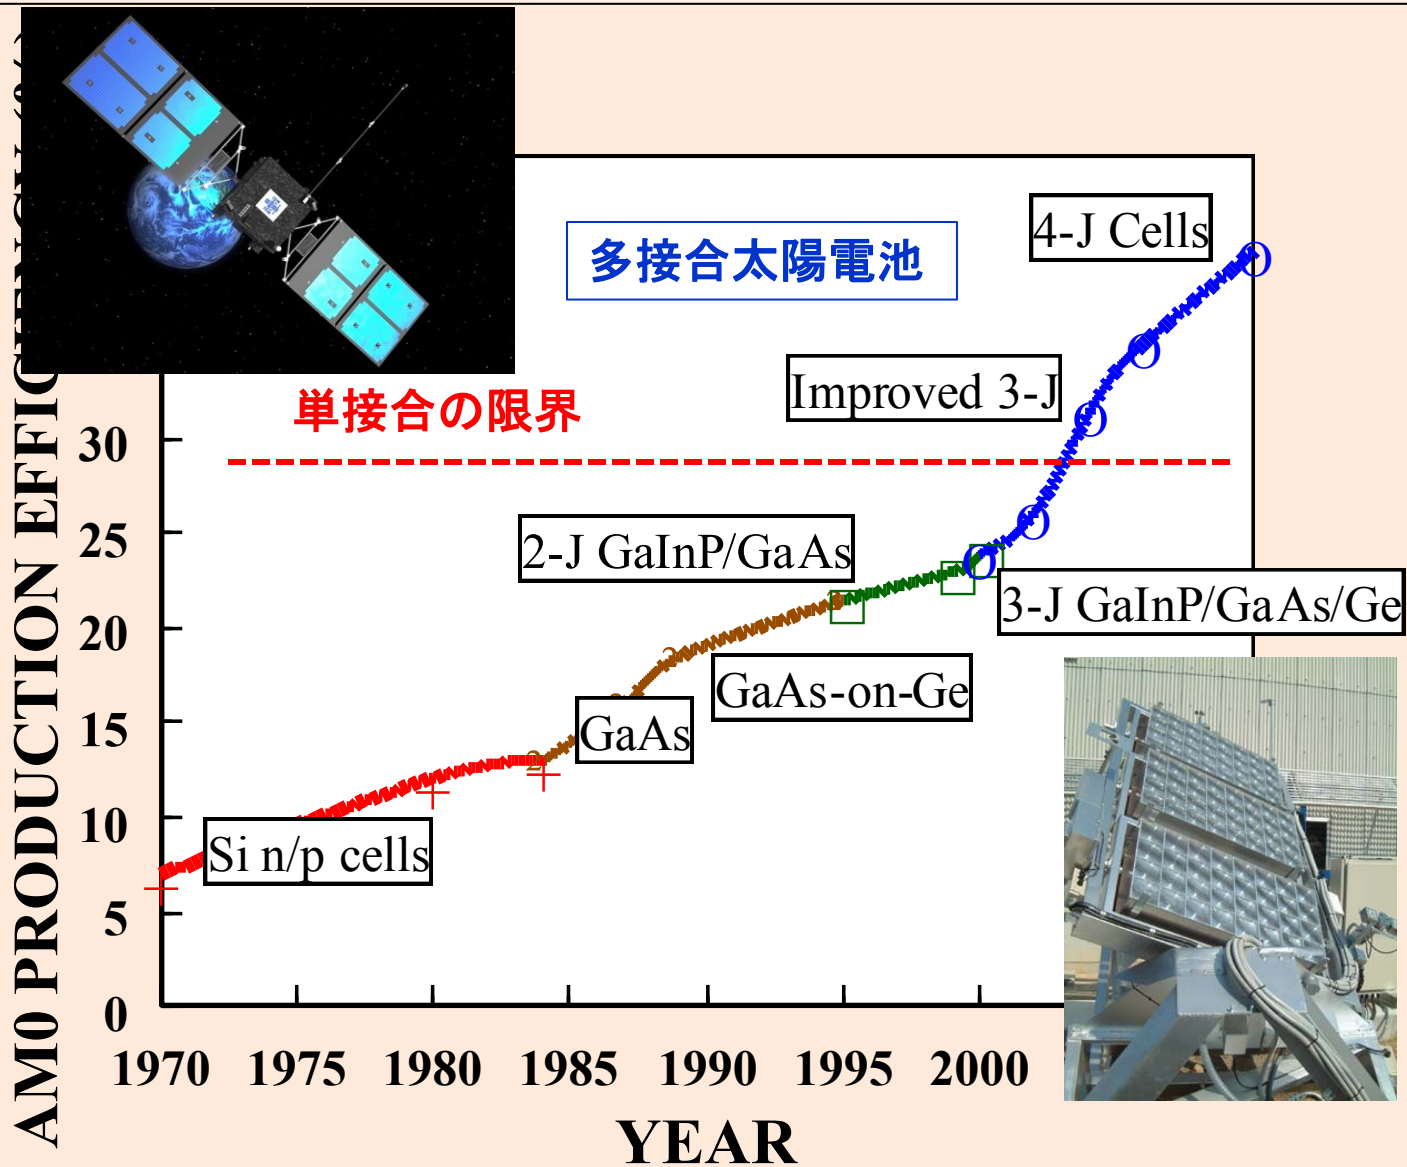 4-J Cells
多接合太陽電池
Improved 3-J
単接合の限界
30
25
2-J GaInP/GaAs
3-J GaInP/GaAs/Ge
20
GaAs-on-Ge
15
GaAs
10
Si n/p cells
5
0
1970 1975 1980 1985 1990 1995 2000
YEAR
AM0 PRODUCTION